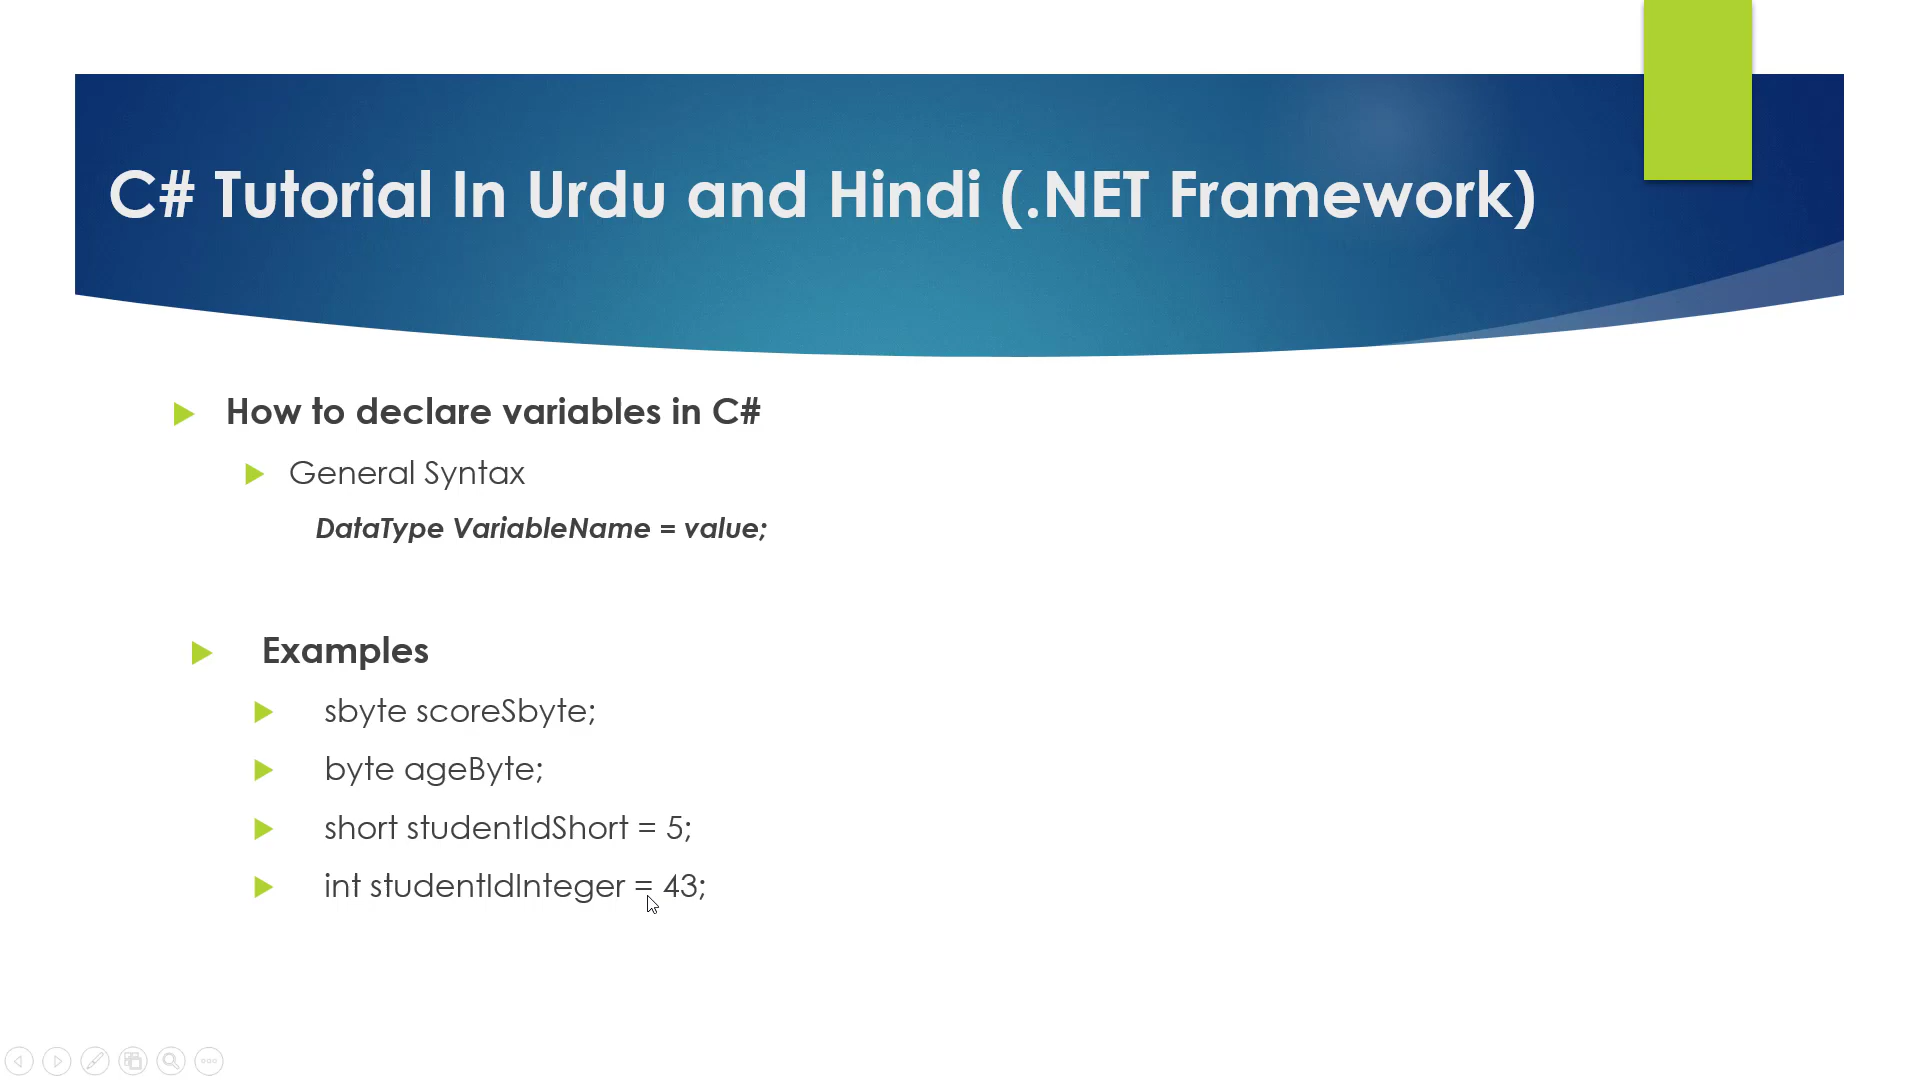 C# Tutorial In Urdu and Hindi (.NET Framework)
How to declare variables in C#
General Syntax
DataType VariableName = value;
Examples
sbyte scoreSbyte;
byte ageByte;
short studentIdShort = 5;
int studentIdInteger = 43;